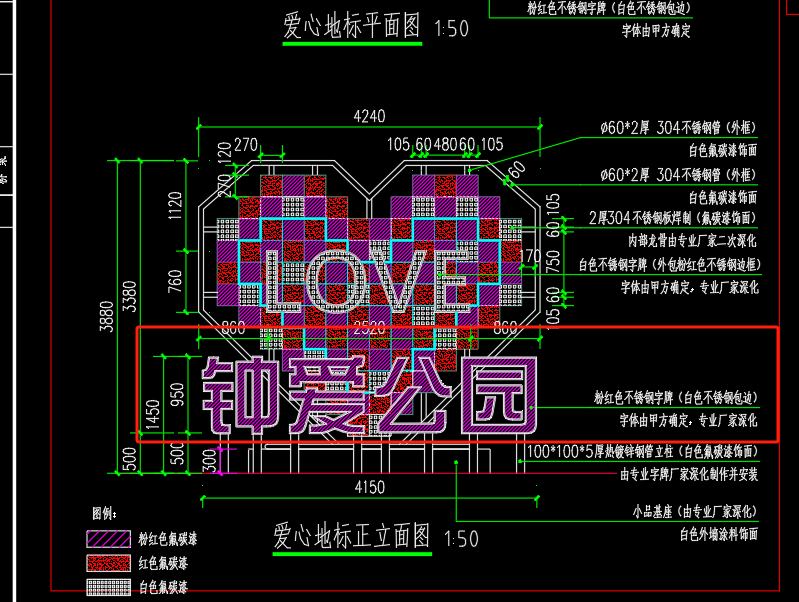 粉红色不锈钢字牌（白色不锈钢包边）
字体由甲方确定
爱心地标平面图 1:50
4240
270
105 60 480 60 105
120
270
60
ø60*2厚 304不锈钢管（外框）
白色氟碳漆饰面
ø60*2厚 304不锈钢管（外框）
白色氟碳漆饰面
2厚304不锈钢板焊制（氟碳漆饰面）
内部龙骨由专业厂家二次深化
白色不锈钢字牌（外包粉红色不锈钢边框）
字体由甲方确定，专业厂家深化
1120
760
3880
3380
105
60
750
170
60
105
LOVE
860
2520
860
钟爱公园
950
1450
500
500
300
粉红色不锈钢字牌（白色不锈钢包边）
字体由甲方确定，专业厂家深化
100*100*5厚热镀锌钢管立柱（白色氟碳漆饰面）
由专业字牌厂家深化制作并安装
4150
小品基座（由专业厂家深化）
白色外墙涂料饰面
爱心地标正立面图 1:50
图例：
粉红色氟碳漆
红色氟碳漆
白色氟碳漆